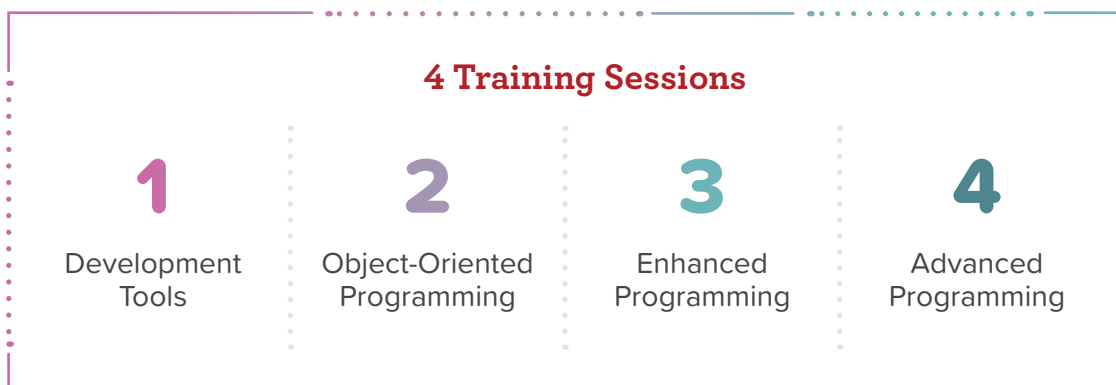 4 Training Sessions
1
Development
Tools
2
Object-Oriented
Programming
3
Enhanced
Programming
4
Advanced
Programming